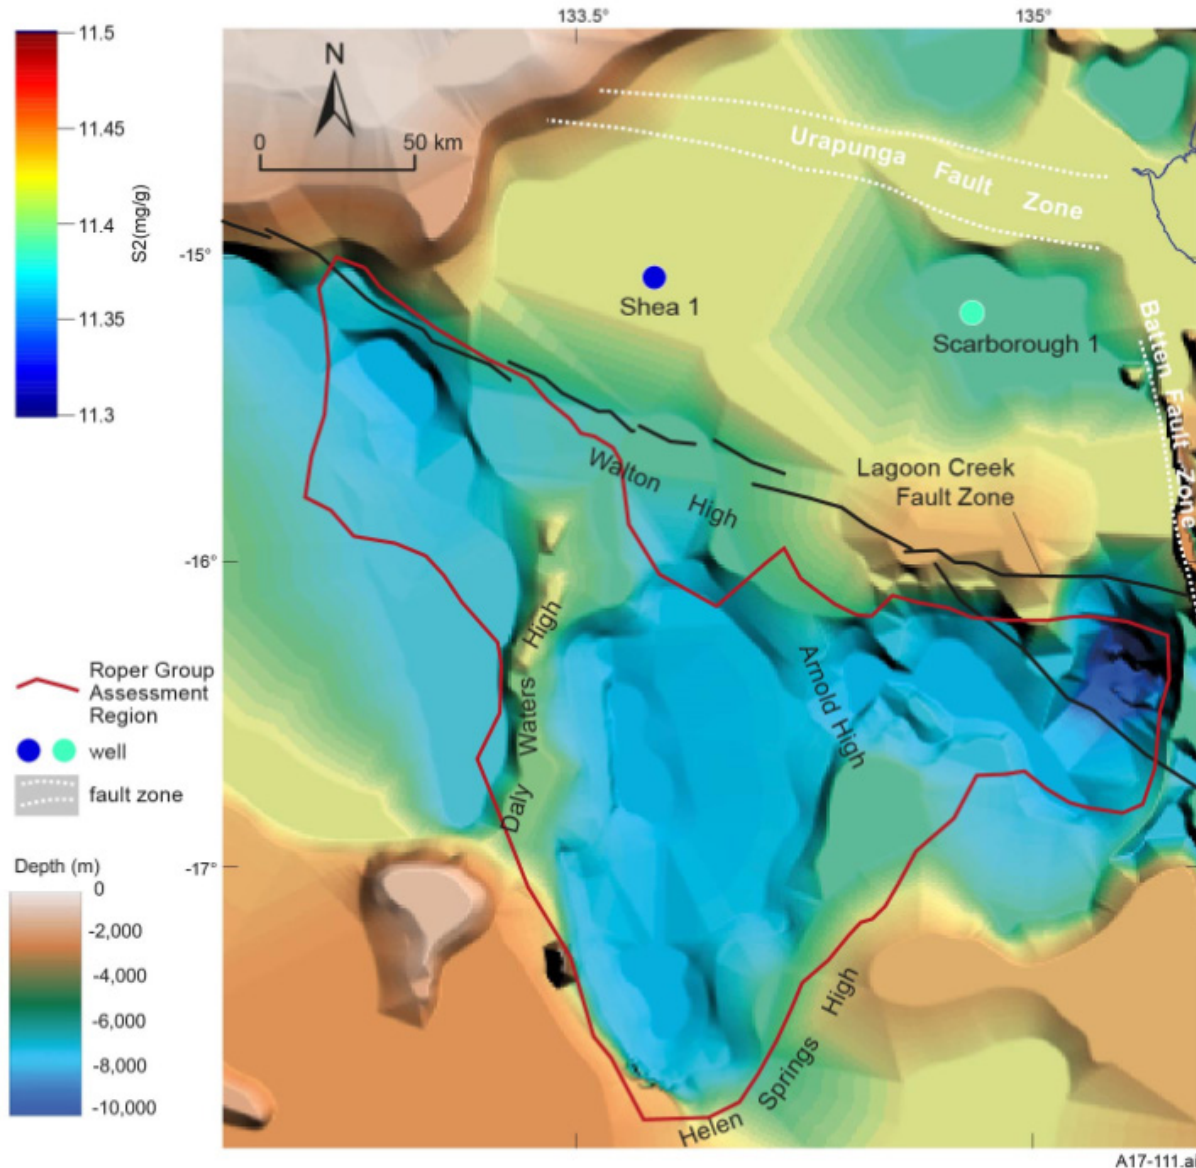 133.5°
135°
11.5
11.45
11.4
11.35
11.3
S2(mg/g)
N
0
50 km
Urapunga Fault Zone
-15°
Shea 1
Scarborough 1
Batten Fault Zone
Walton High
Lagoon Creek
Fault Zone
-16°
Daly Waters High
Arnold High
Roper Group
Assessment
Region
well
fault zone
-17°
Depth (m)
0
-2,000
-4,000
-6,000
-8,000
-10,000
Helen Springs High